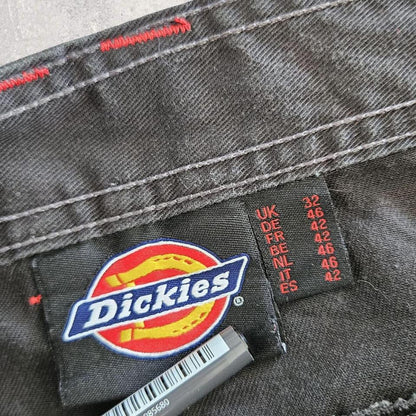 Dickies
®
UK 32
DE 46
FR 42
BE 42
NL 46
IT 46
ES 42